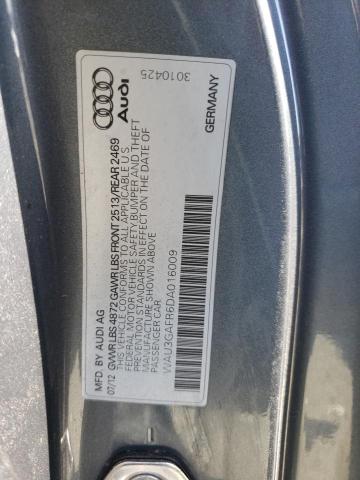 Audi
3010425
GERMANY
MFD. BY AUDI AG
07/12 GVWR LBS 4872 GAWR LBS FRONT 2513/REAR 2469
THIS VEHICLE CONFORMS TO ALL APPLICABLE U.S.
FEDERAL MOTOR VEHICLE SAFETY BUMPER AND THEFT
PREVENTION STANDARDS IN EFFECT ON THE DATE OF
MANUFACTURE SHOWN ABOVE
PASSENGER CAR
WAU3GAFR6DA016009